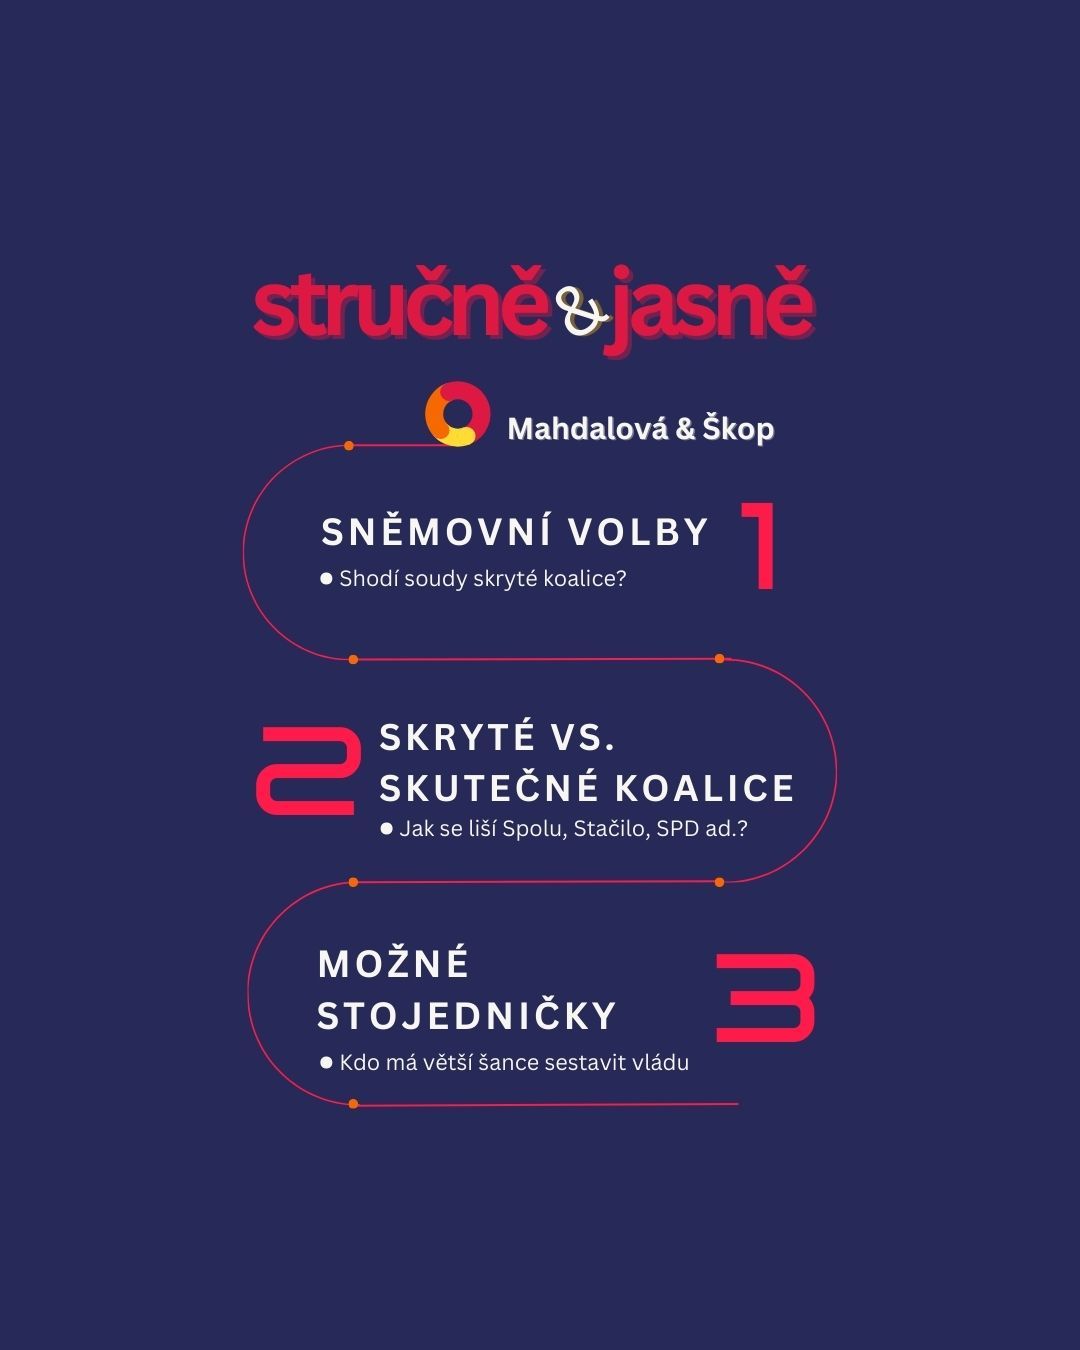 stručně & jasně
Mahdalová & Škop
SNĚMOVNÍ VOLBY
1
● Shodí soudy skryté koalice?
2
SKRYTÉ VS.
SKUTEČNÉ KOALICE
● Jak se liší Spolu, Stačilo, SPD ad.?
MOŽNÉ
STOJEDNIČKY
3
● Kdo má větší šance sestavit vládu